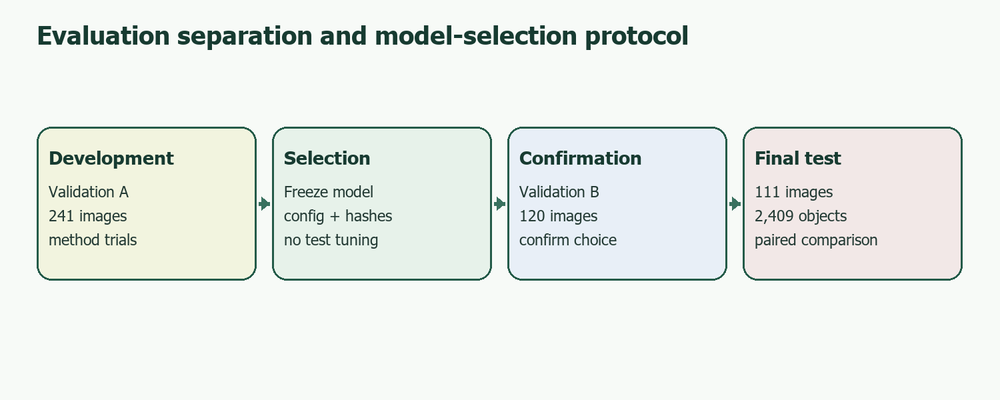 Evaluation separation and model-selection protocol
Development
Validation A
241 images
method trials
Selection
Freeze model
config + hashes
no test tuning
Confirmation
Validation B
120 images
confirm choice
Final test
111 images
2,409 objects
paired comparison